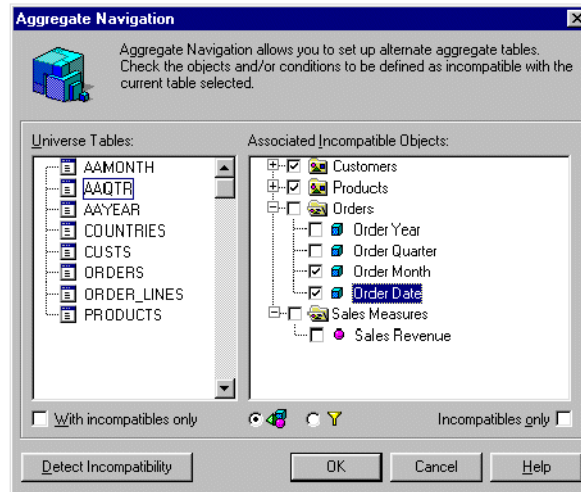 Aggregate Navigation
Aggregate Navigation allows you to set up alternate aggregate tables.
Check the objects and/or conditions to be defined as incompatible with the
current table selected.
Universe Tables:
AAMONTH
AAQTR
AAYEAR
COUNTRIES
CUSTS
ORDERS
ORDER_LINES
PRODUCTS
Associated Incompatible Objects:
Customers
Products
Orders
Order Year
Order Quarter
Order Month
Order Date
Sales Measures
Sales Revenue
With incompatibles only
Incompatibles only
Detect Incompatibility
OK
Cancel
Help